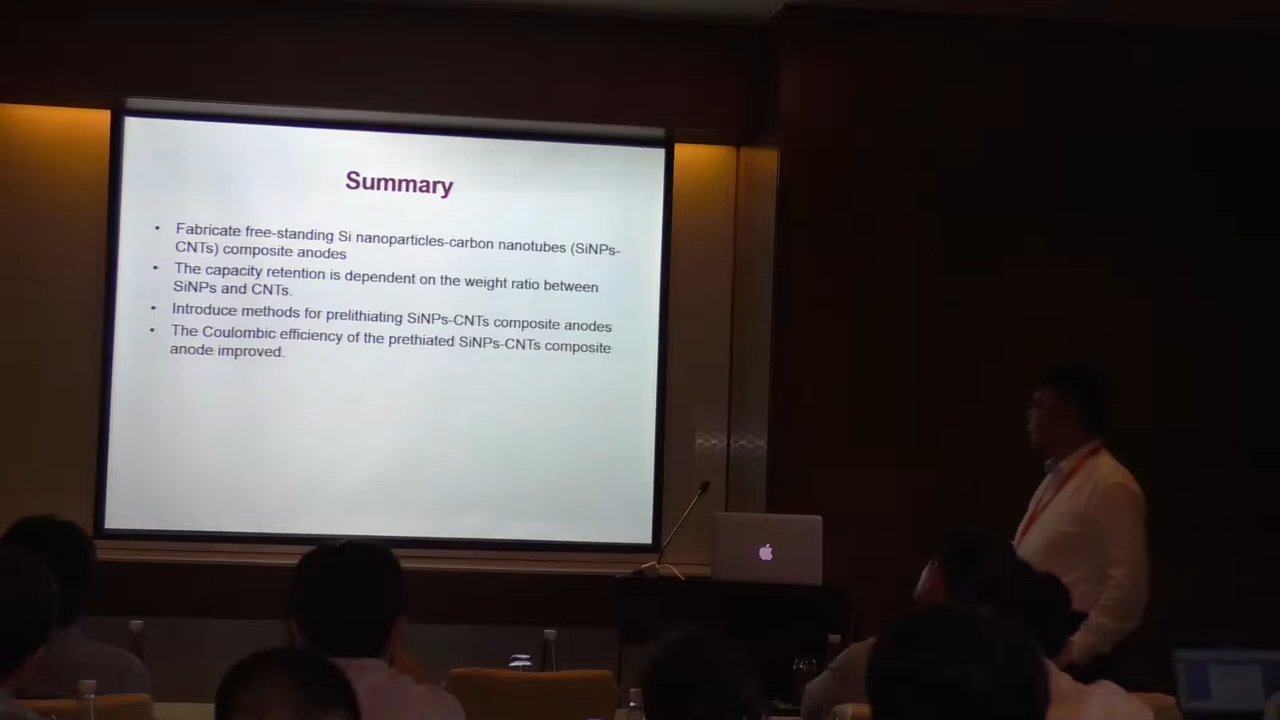 Summary
• Fabricate free-standing Si nanoparticles-carbon nanotubes (SiNPs-
CNTs) composite anodes
• The capacity retention is dependent on the weight ratio between
SiNPs and CNTs.
• Introduce methods for prelithiating SiNPs-CNTs composite anodes
• The Coulombic efficiency of the prethiated SiNPs-CNTs composite
anode improved.